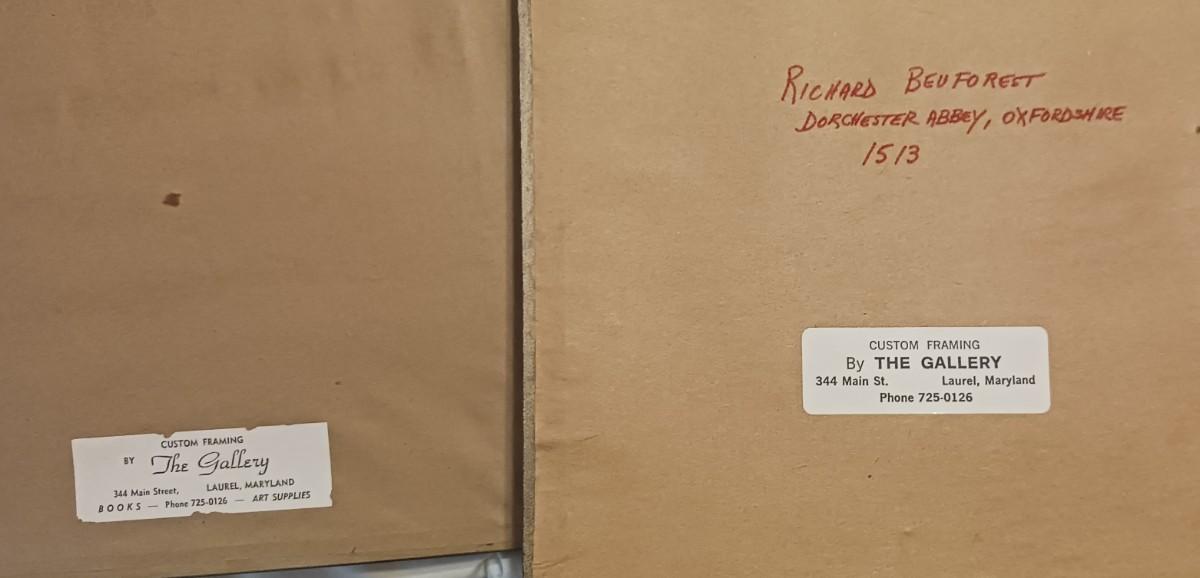 RICHARD BEUFOREST
DORCHESTER ABBEY, OXFORDSHIRE
1513
CUSTOM FRAMING
By THE GALLERY
344 Main St. Laurel, Maryland
Phone 725-0126
CUSTOM FRAMING
BY The Gallery
344 Main Street, LAUREL, MARYLAND
BOOKS — Phone 725-0126 — ART SUPPLIES